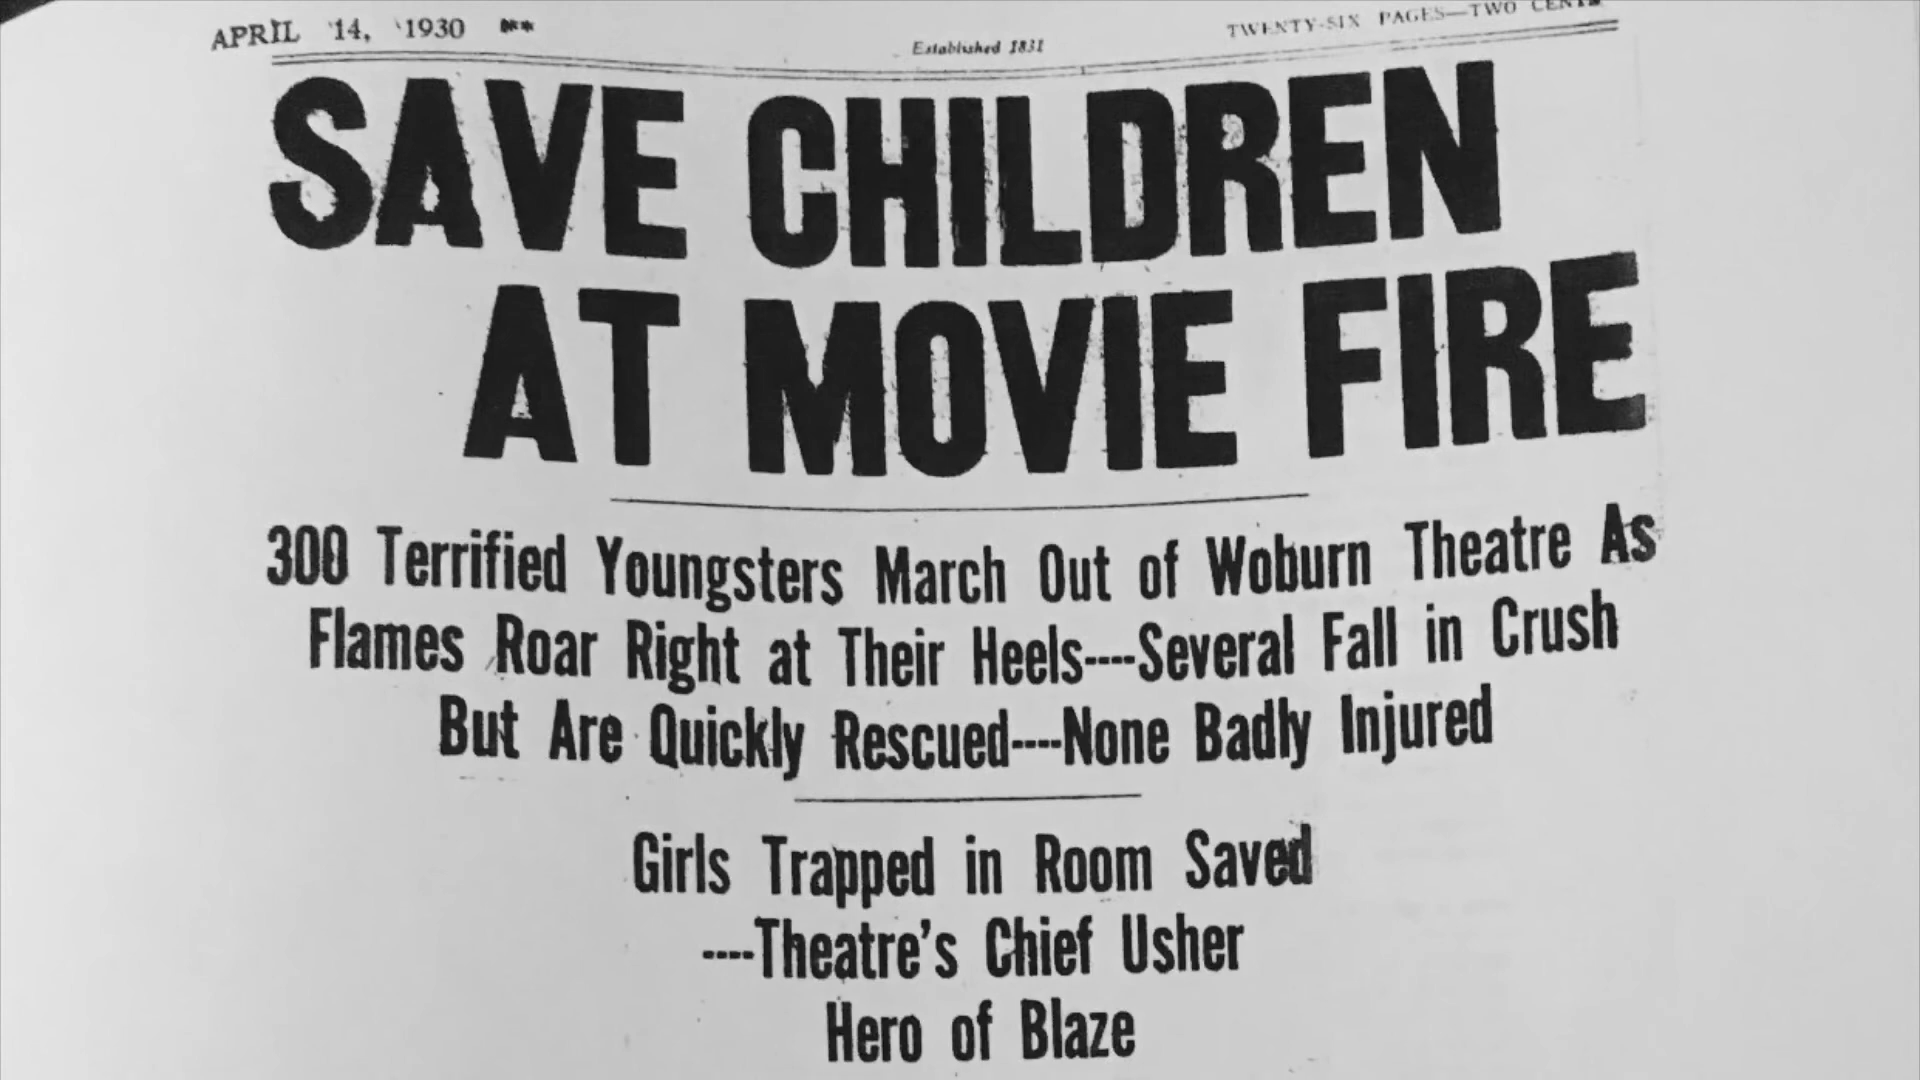 APRIL 14, 1930 ***
Established 1831
TWENTY-SIX PAGES—TWO CENTS
SAVE CHILDREN
AT MOVIE FIRE
300 Terrified Youngsters March Out of Woburn Theatre As
Flames Roar Right at Their Heels----Several Fall in Crush
But Are Quickly Rescued----None Badly Injured
Girls Trapped in Room Saved
----Theatre's Chief Usher
Hero of Blaze